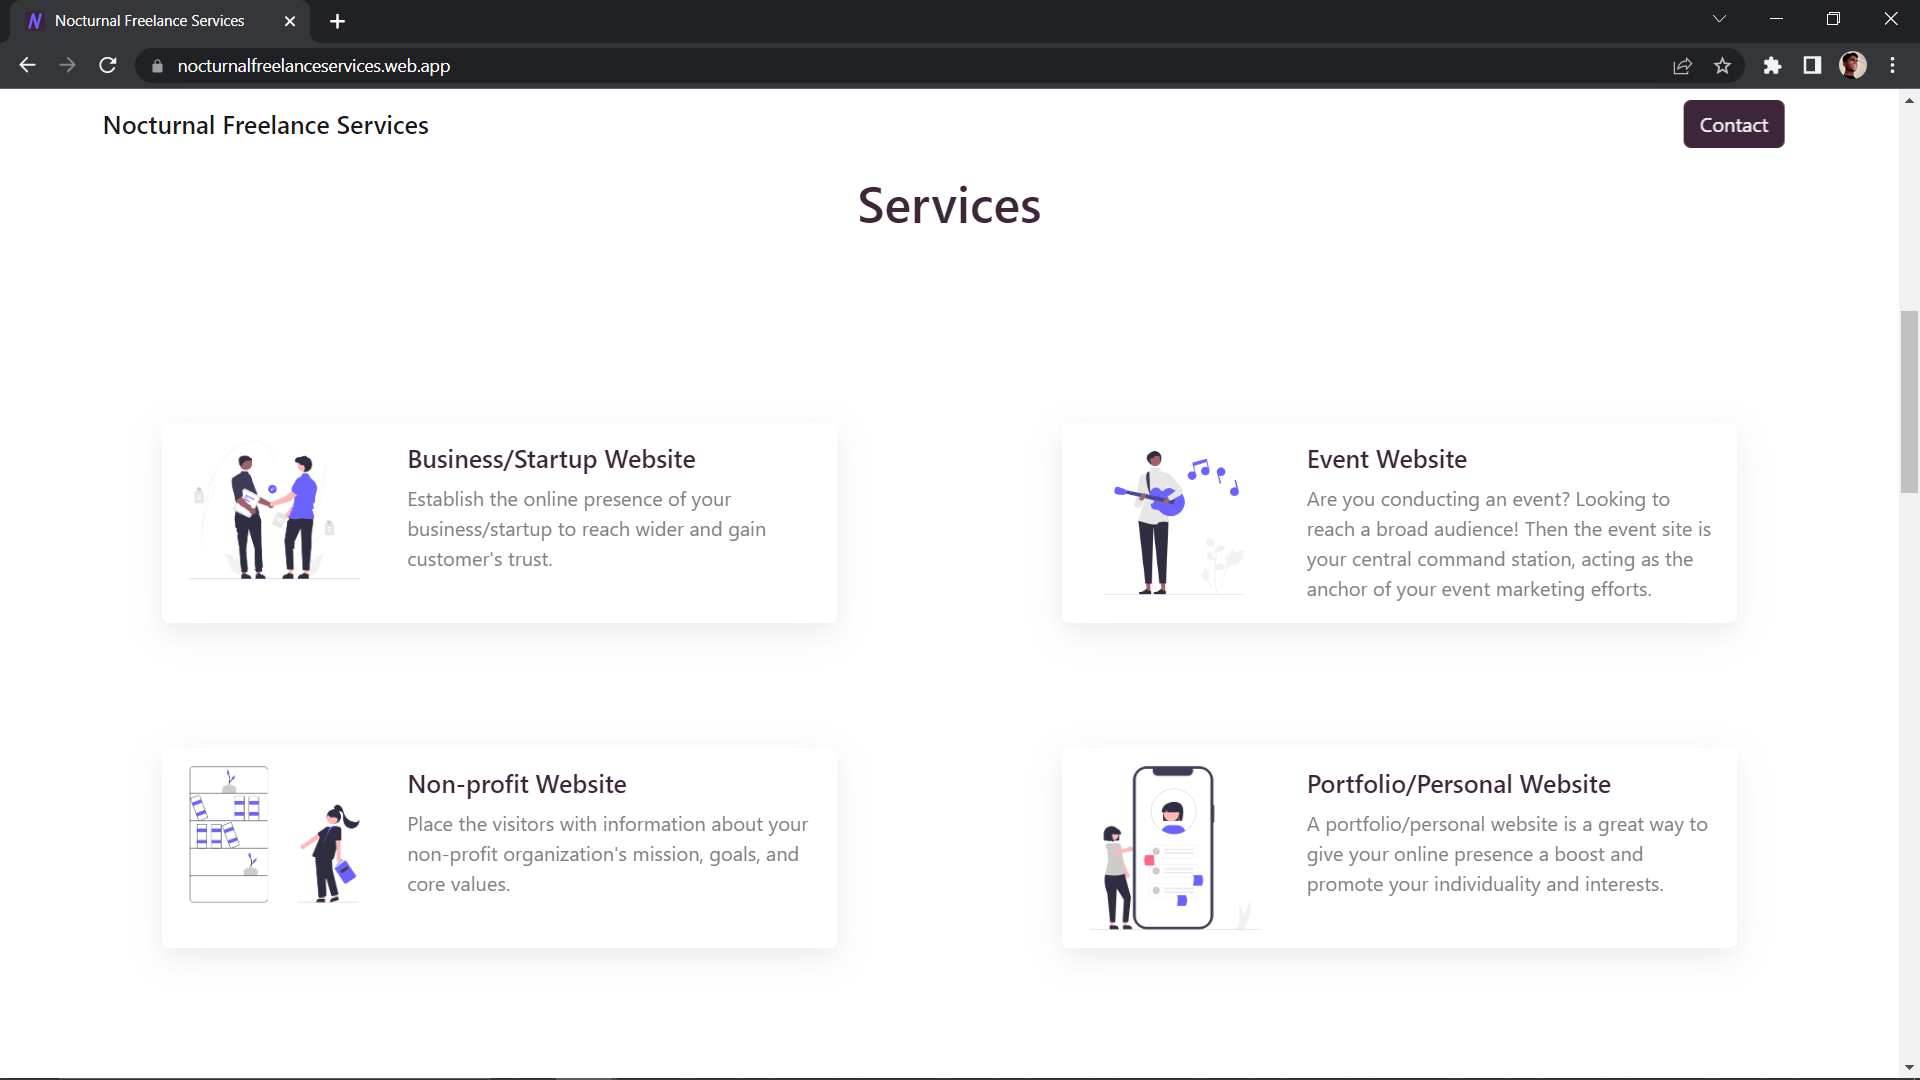 Nocturnal Freelance Services
nocturnalfreelanceservices.web.app
Nocturnal Freelance Services
Contact
Services
Business/Startup Website
Establish the online presence of your
business/startup to reach wider and gain
customer's trust.
Event Website
Are you conducting an event? Looking to
reach a broad audience! Then the event site is
your central command station, acting as the
anchor of your event marketing efforts.
Non-profit Website
Place the visitors with information about your
non-profit organization's mission, goals, and
core values.
Portfolio/Personal Website
A portfolio/personal website is a great way to
give your online presence a boost and
promote your individuality and interests.